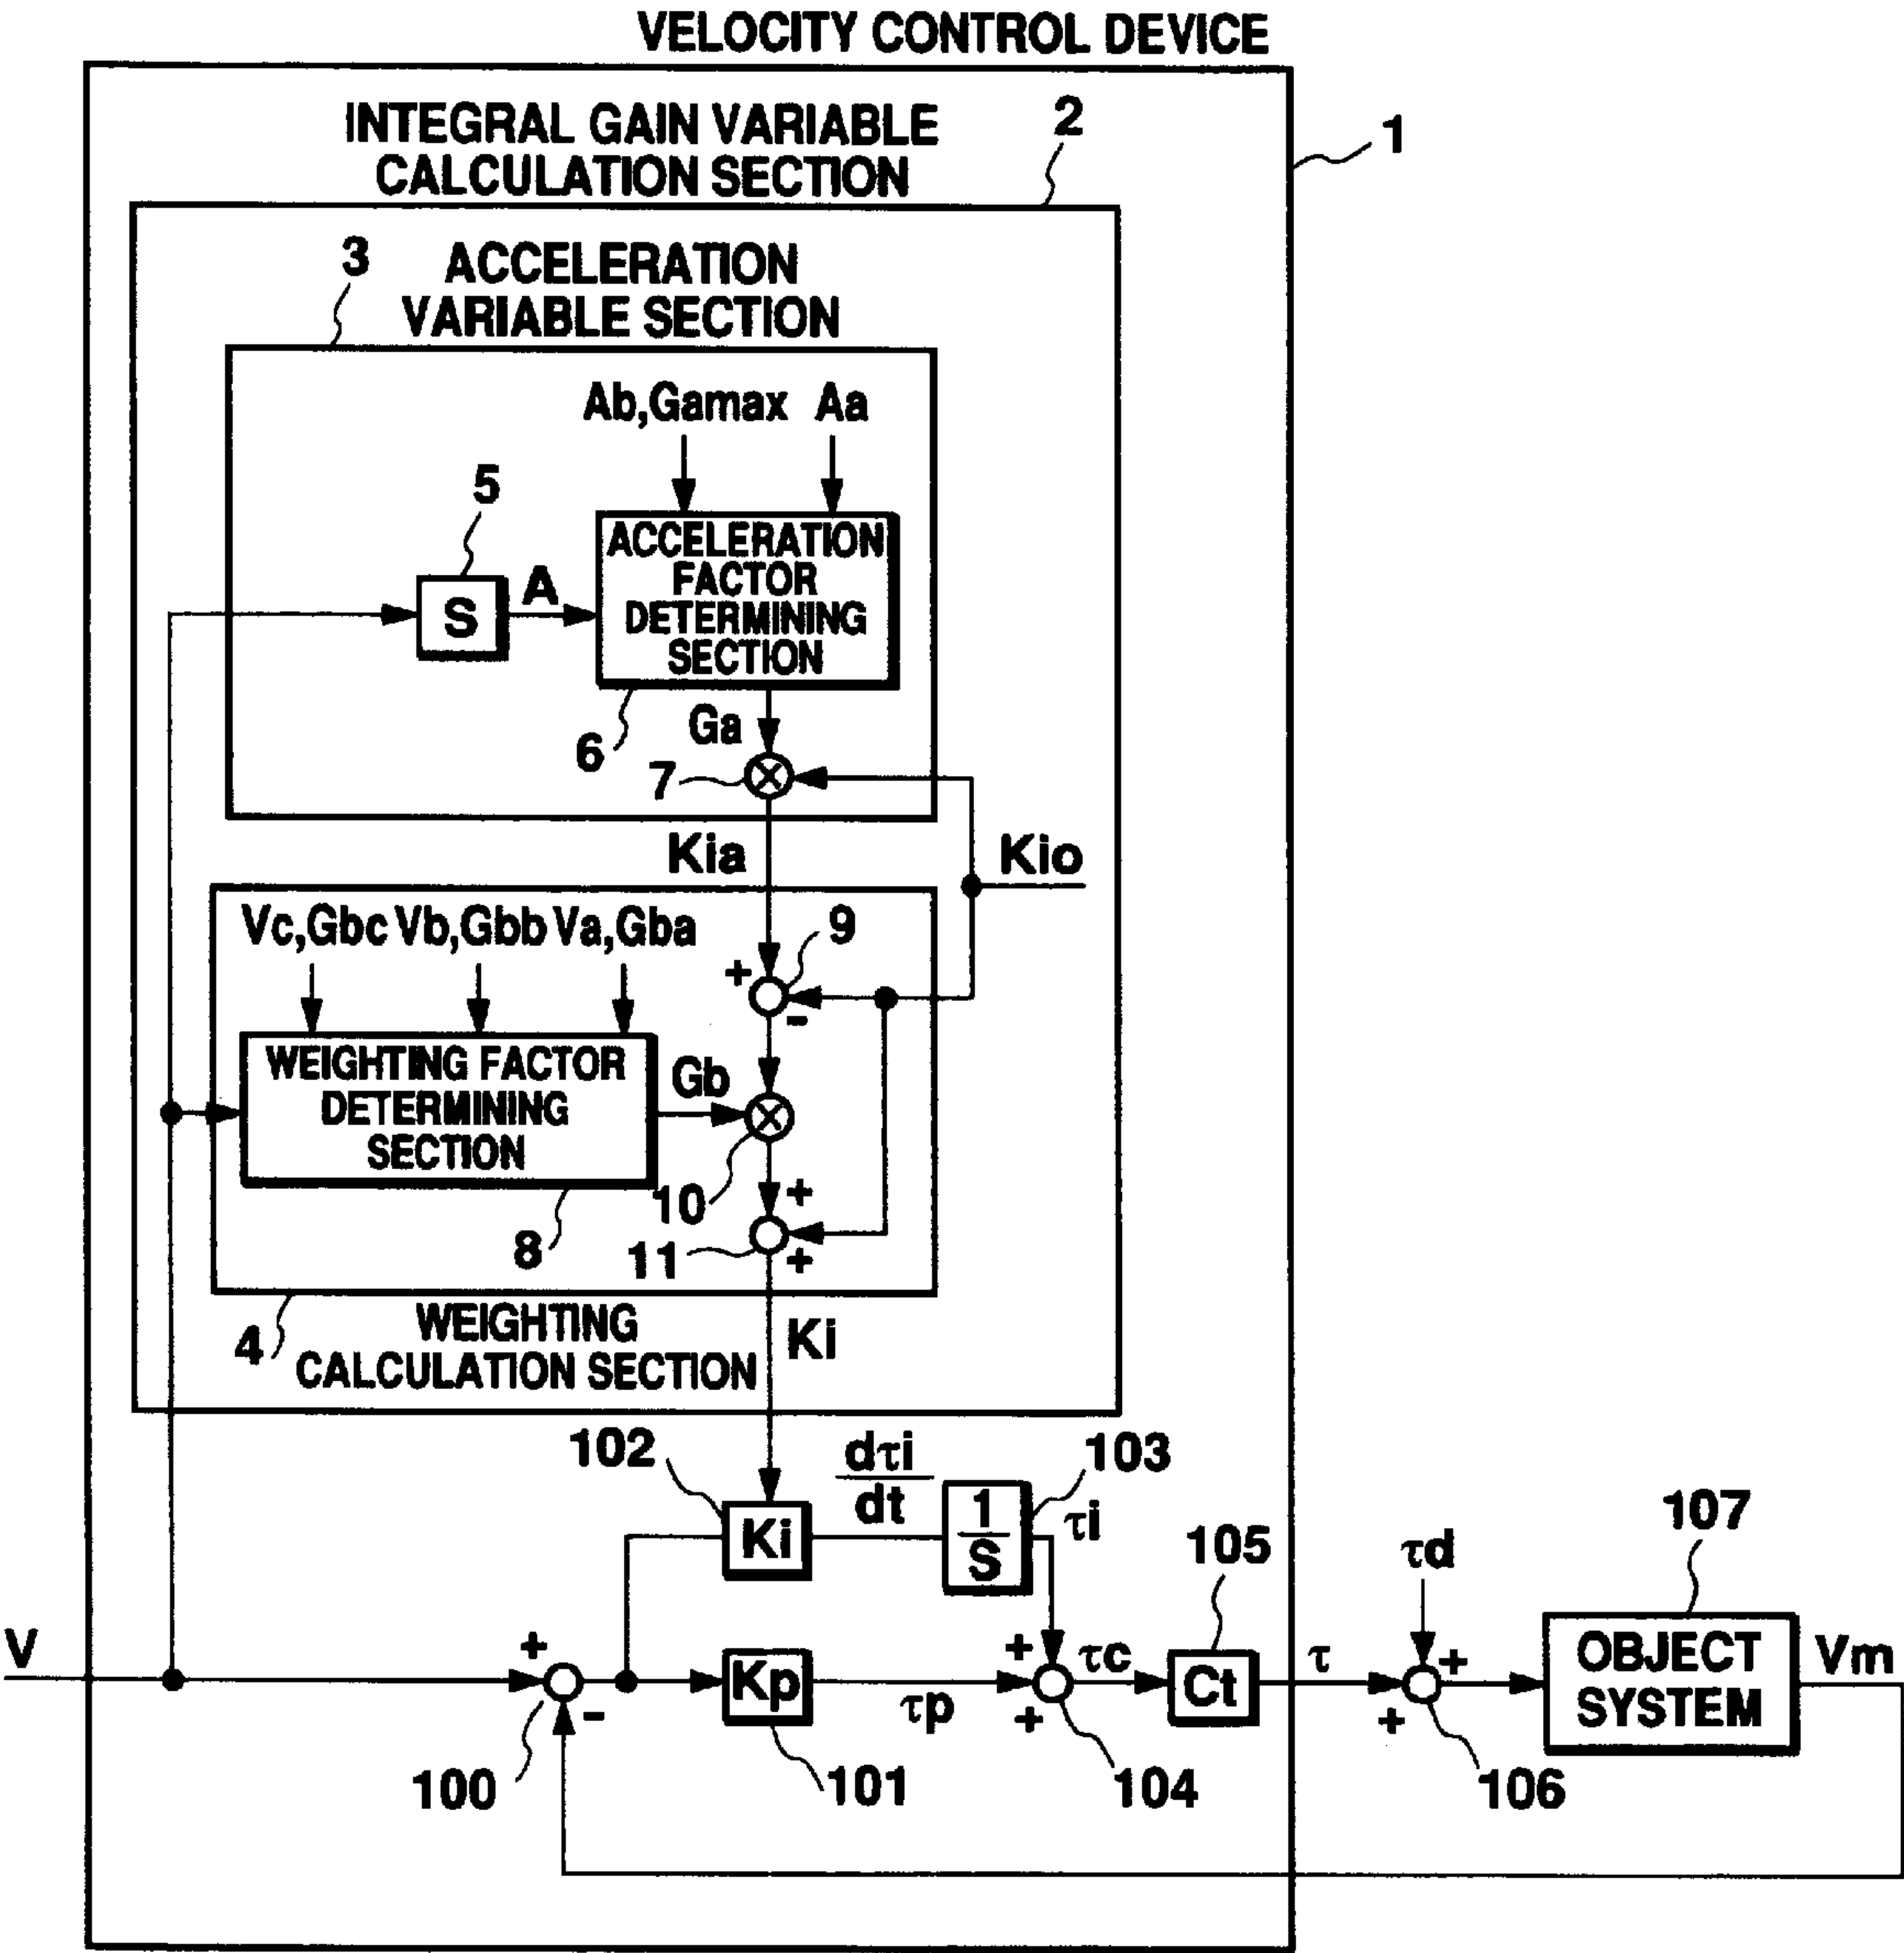 VELOCITY CONTROL DEVICE
INTEGRAL GAIN VARIABLE
CALCULATION SECTION
2
1
3
ACCELERATION
VARIABLE SECTION
Ab,Gamax Aa
5
S
A
ACCELERATION
FACTOR
DETERMINING
SECTION
6
Ga
7
Kia
Kio
Vc,Gbc Vb,Gbb Va,Gba
9
+
-
WEIGHTING FACTOR
DETERMINING
SECTION
Gb
10
+
8
11
+
4
WEIGHTING
CALCULATION SECTION
Ki
102
dτi
dt
103
Ki
1
S
τi
105
τd
107
V
+
-
Kp
τp
+
+
τc
Ct
τ
+
+
OBJECT
SYSTEM
Vm
100
101
104
106